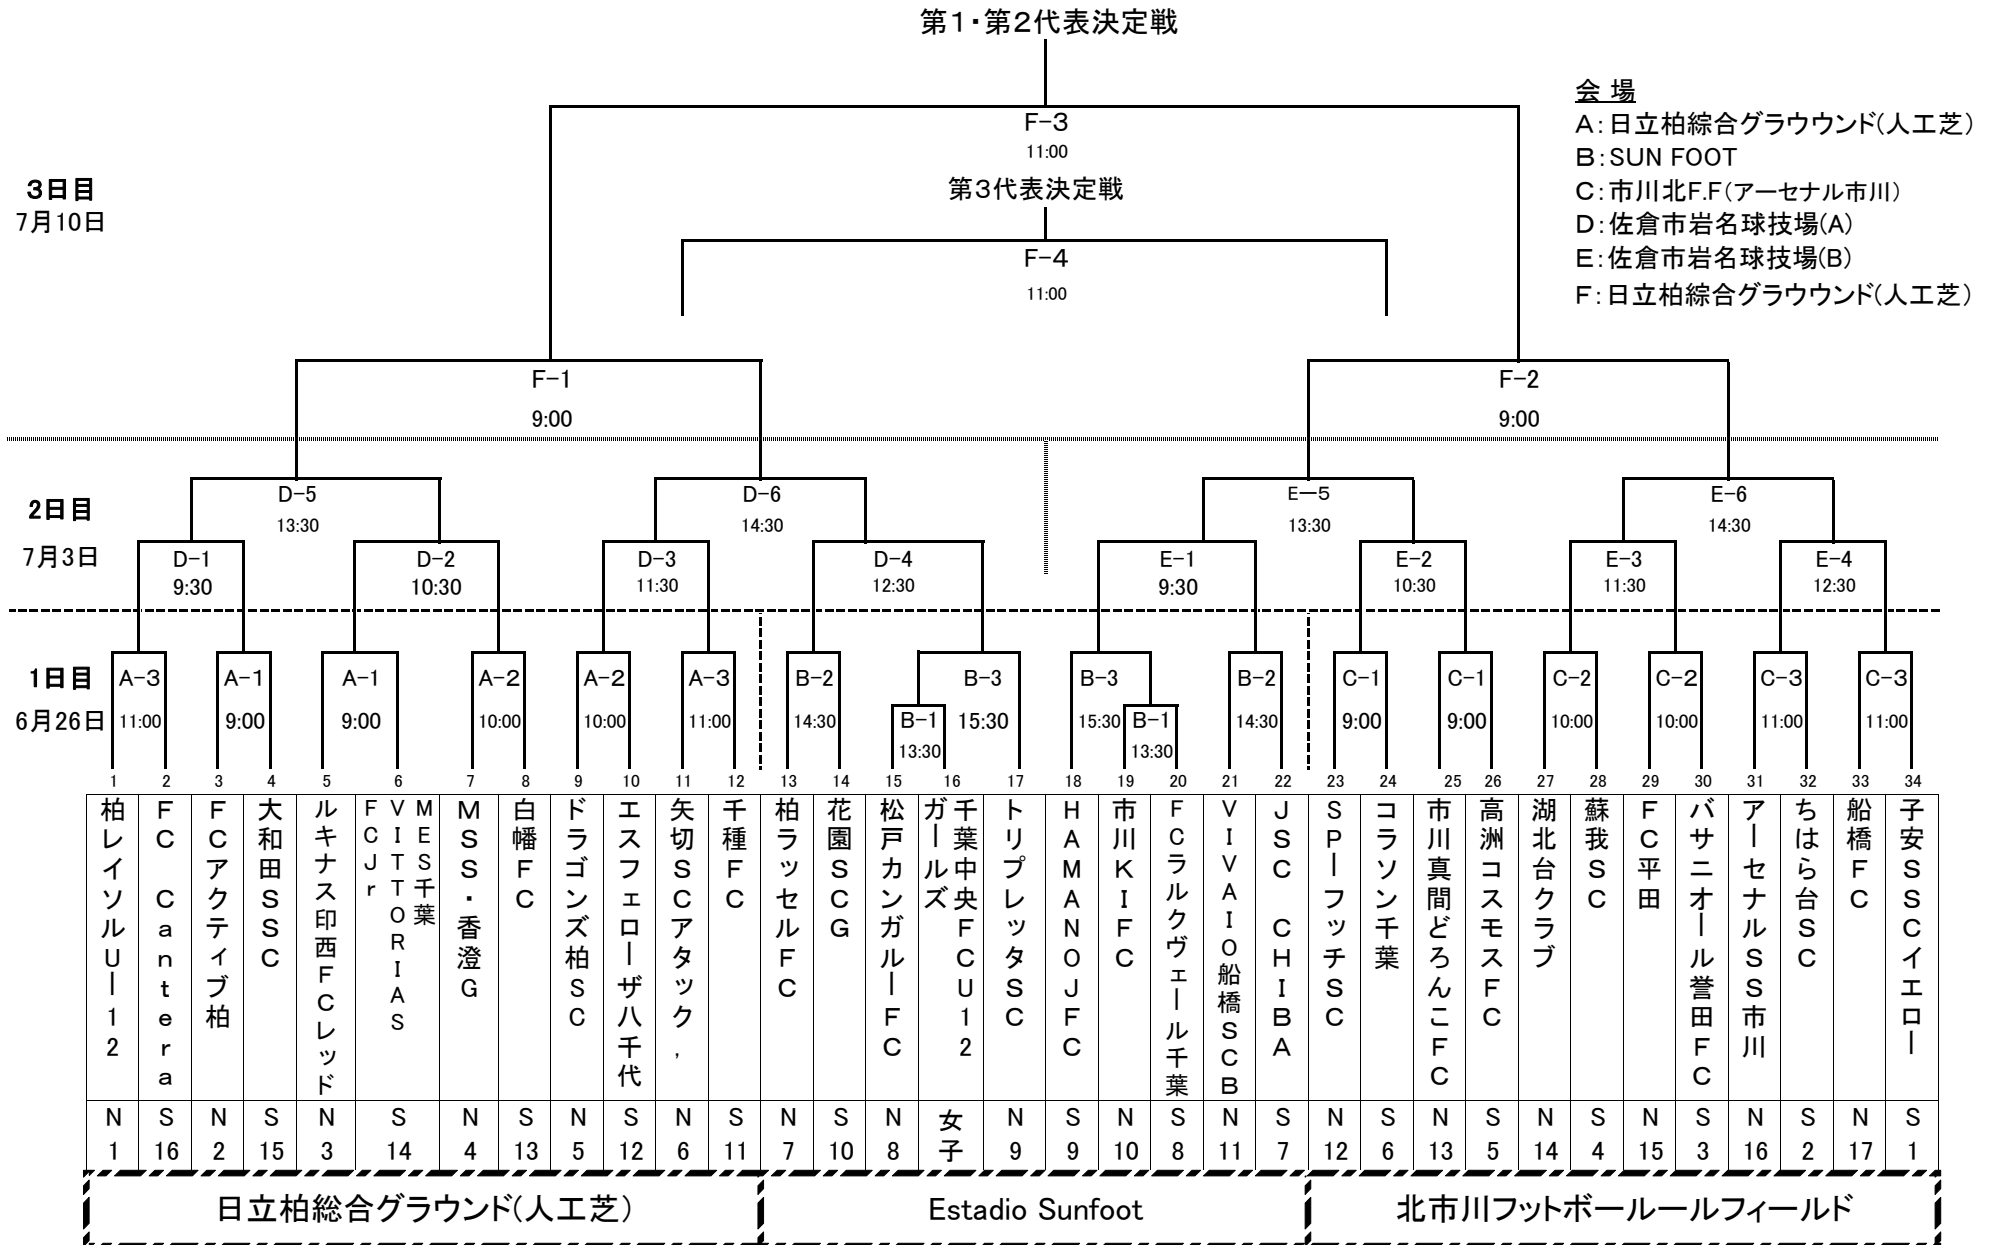 第1・第2代表決定戦
会 場
A:日立柏綜合グラウウンド(人工芝)
B:SUN FOOT
C:市川北F.F(アーセナル市川)
D:佐倉市岩名球技場(A)
E:佐倉市岩名球技場(B)
F:日立柏綜合グラウウンド(人工芝)
F-3
11:00
3日目
7月10日
第3代表決定戦
F-4
11:00
F-1
9:00
F-2
9:00
2日目
7月3日
D-5
13:30
D-6
14:30
E-5
13:30
E-6
14:30
D-1
9:30
D-2
10:30
D-3
11:30
D-4
12:30
E-1
9:30
E-2
10:30
E-3
11:30
E-4
12:30
1日目
6月26日
A-3
11:00
A-1
9:00
A-1
9:00
A-2
10:00
A-2
10:00
A-3
11:00
B-2
14:30
B-3
15:30
B-1
13:30
B-3
15:30
B-1
13:30
B-2
14:30
C-1
9:00
C-1
9:00
C-2
10:00
C-2
10:00
C-3
11:00
C-3
11:00
1 2 3 4 5 6 7 8 9 10 11 12 13 14 15 16 17 18 19 20 21 22 23 24 25 26 27 28 29 30 31 32 33 34
柏レイソルUー12
FC Cantera
FCアクティブ柏
大和田SSC
ルキナス印西FCレッド
MES千葉
VITTORIAS
FCJr
MSS・香澄G
白幡FC
ドラゴンズ柏SC
エスフェローザ八千代
矢切SCアタック,
千種FC
柏ラッセルFC
花園SCG
松戸カンガルーFC
千葉中央FCU12
ガールズ
トリプレッタSC
HAMANOJFC
市川KIFC
FCラルクヴェール千葉
VIVAIO船橋SCB
JSC CHIBA
SPーフッチSC
コラソン千葉
市川真間どろんこFC
高洲コスモスFC
湖北台クラブ
蘇我SC
FC平田
バサニオール誉田FC
アーセナルSS市川
ちはら台SC
船橋FC
子安SSCイエロー
N S N S N S N S N S N S N S N 女子 N S N S N S N S N S N S N S N S N S
1 16 2 15 3 14 4 13 5 12 6 11 7 10 8 9 9 10 8 11 7 12 6 13 5 14 4 15 3 16 2 17 1
日立柏総合グラウンド(人工芝)
Estadio Sunfoot
北市川フットボールールフィールド